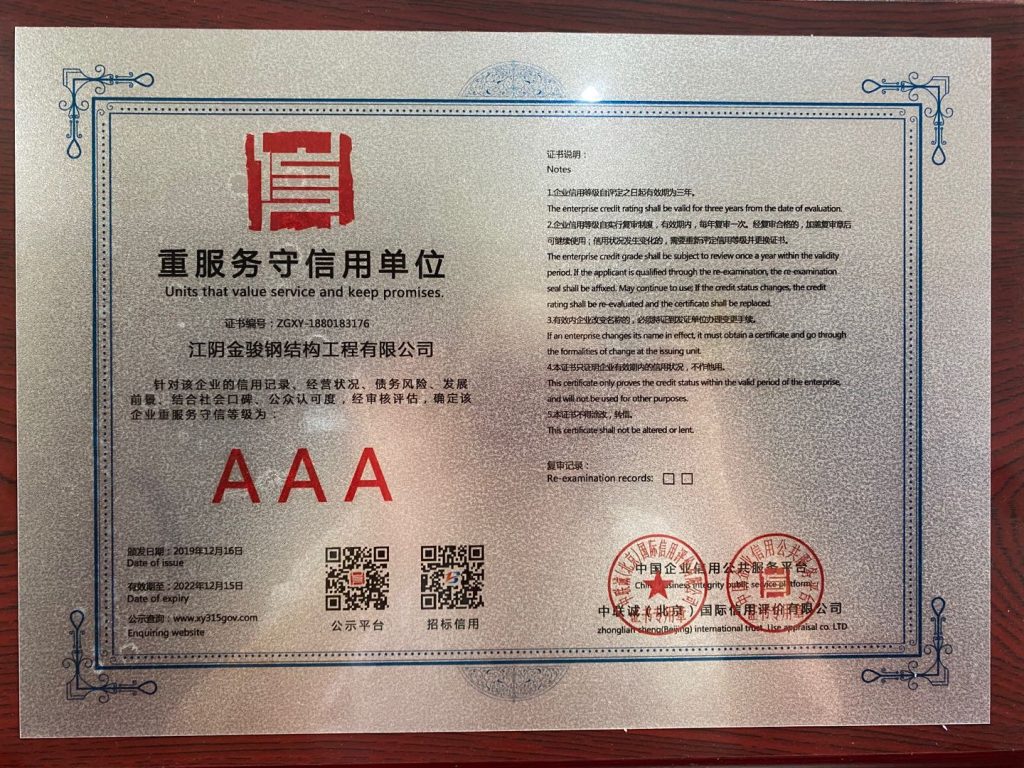 信
重服务守信用单位
Units that value service and keep promises.
证书编号：ZGXY-1880183176
江阴金骏钢结构工程有限公司
针对该企业的信用记录、经营状况、债务风险、发展
前景、结合社会口碑、公众认可度，经审核评估，确定该
企业重服务守信等级为：
AAA
颁发日期：2019年12月16日
Date of issue
有效期至：2022年12月15日
Date of expiry
公示查询：www.xy315gov.com
Enquiring website
公示平台
招标信用
证书说明：
Notes
1.企业信用等级自评定之日起有效期为三年。
The enterprise credit rating shall be valid for three years from the date of evaluation.
2.企业信用等级自实行复审制度，有效期内，每年复审一次。经复审合格的，加盖复审章后
可继续使用；信用状况发生变化的，需要重新评定信用等级并更换证书。
The enterprise credit grade shall be subject to review once a year within the validity
period. If the applicant is qualified through the re-examination, the re-examination
seal shall be affixed. May continue to use; If the credit status changes, the credit
rating shall be re-evaluated and the certificate shall be replaced.
3.有效内企业改变名称的，必须持证到发证单位办理变更手续。
If an enterprise changes its name in effect, it must obtain a certificate and go through
the formalities of change at the issuing unit.
4.本证书只证明企业有效期内的信用状况，不作他用。
This certificate only proves the credit status within the valid period of the enterprise,
and will not be used for other purposes.
5.本证书不得涂改，转借。
This certificate shall not be altered or lent.
复审记录：
Re-examination records:
中国企业信用公共服务平台
China business integrity public service platform
中联诚（北京）国际信用评价有限公司
zhonglian cheng(Beijing) international trust. Use appraisal co. LTD
证书专用章
证书专用章